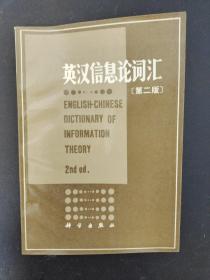 英汉信息论词汇
〔第二版〕
ENGLISH-CHINESE
DICTIONARY OF
INFORMATION
THEORY
2nd ed.
科学出版社